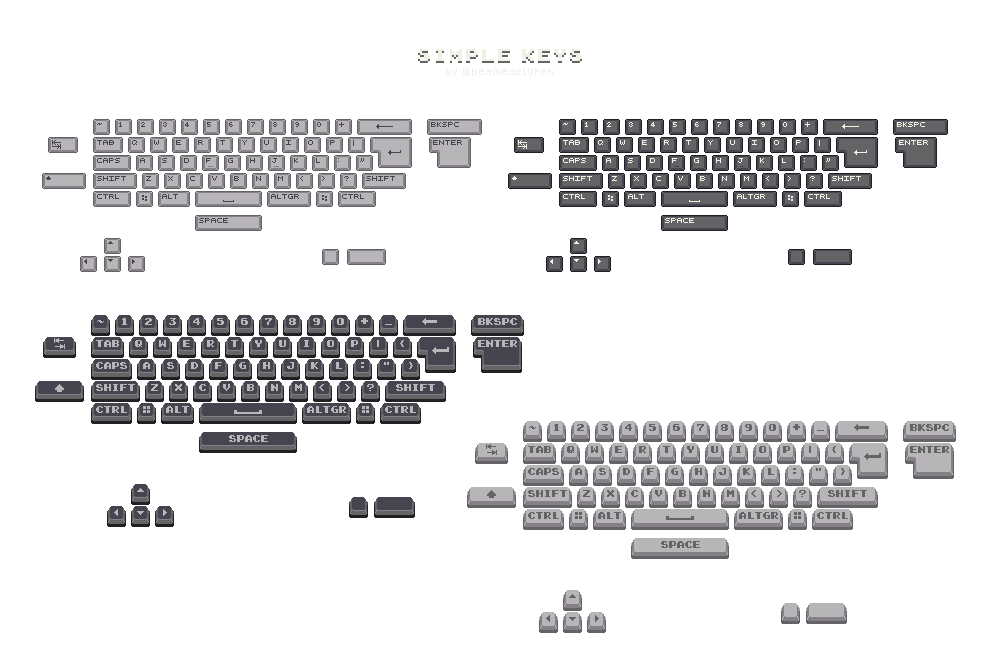 SIMPLE KEYS
by @beamedeighth
~ 1 2 3 4 5 6 7 8 9 0 + ← BKSPC
TAB Q W E R T Y U I O P | ↵ ENTER
CAPS A S D F G H J K L : "
SHIFT Z X C V B N M < > ? SHIFT
CTRL ALT ALTGR CTRL
SPACE
~ 1 2 3 4 5 6 7 8 9 0 + ← BKSPC
TAB Q W E R T Y U I O P | ↵ ENTER
CAPS A S D F G H J K L : "
SHIFT Z X C V B N M < > ? SHIFT
CTRL ALT ALTGR CTRL
SPACE
~ 1 2 3 4 5 6 7 8 9 0 + _ ← BKSPC
TAB Q W E R T Y U I O P | ( ↵ ENTER
CAPS A S D F G H J K L : " )
SHIFT Z X C V B N M < > ? SHIFT
CTRL ALT ALTGR CTRL
SPACE
~ 1 2 3 4 5 6 7 8 9 0 + _ ← BKSPC
TAB Q W E R T Y U I O P | ( ↵ ENTER
CAPS A S D F G H J K L : " )
SHIFT Z X C V B N M < > ? SHIFT
CTRL ALT ALTGR CTRL
SPACE